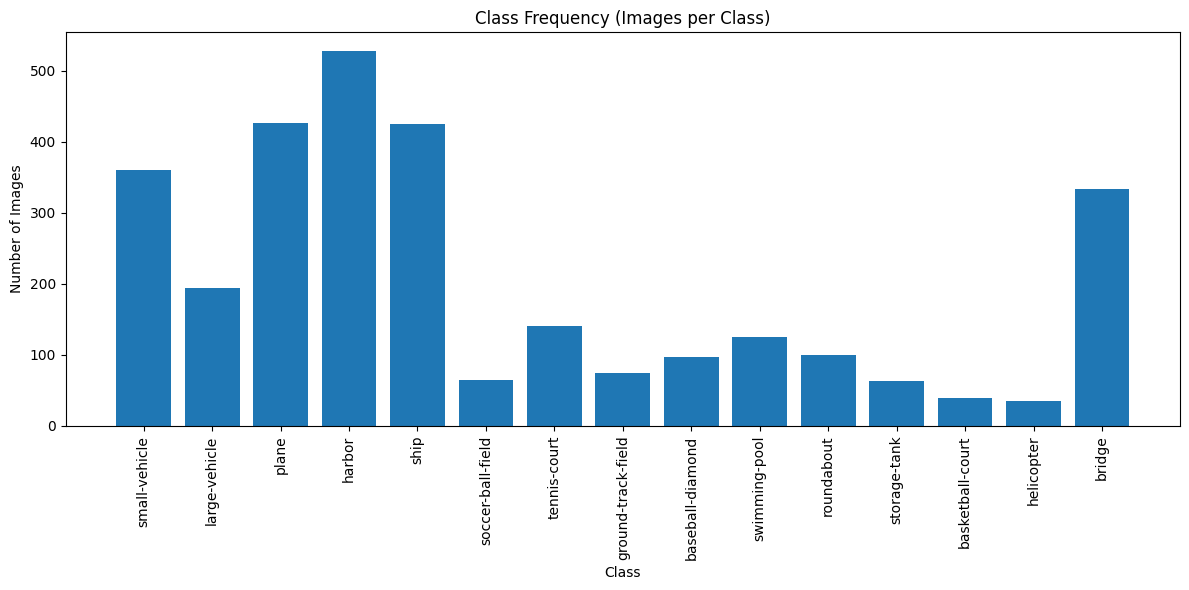 Class Frequency (Images per Class)
Number of Images
500
400
300
200
100
0
small-vehicle
large-vehicle
plane
harbor
ship
soccer-ball-field
tennis-court
ground-track-field
baseball-diamond
swimming-pool
roundabout
storage-tank
basketball-court
helicopter
bridge
Class